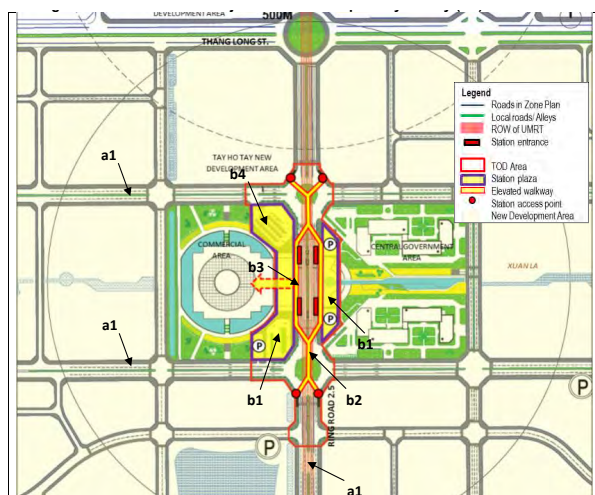 DEVELOPMENT AREA
500M
THANG LONG ST.
Legend
Roads in Zone Plan
Local roads/ Alleys
ROW of UMRT
Station entrance
TOD Area
Station plaza
Elevated walkway
Station access point
New Development Area
a1
TAY HO TAY NEW
DEVELOPMENT AREA
b4
COMMERCIAL
AREA
P
CENTRAL GOVERNMENT
AREA
b3
XUAN LA
P
a1
P
b1
b1
b2
P
RING ROAD 2.5
P
a1